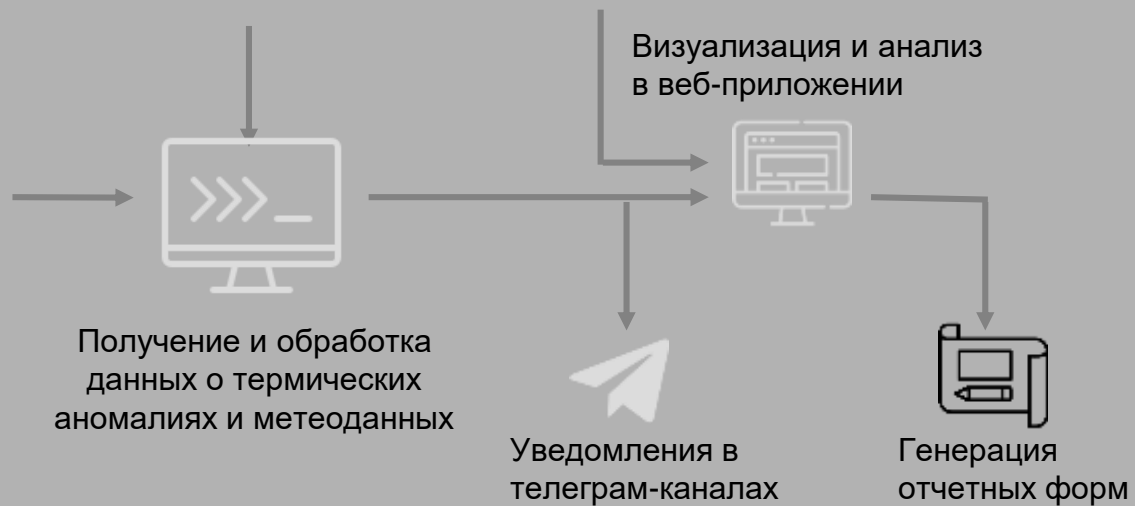 Визуализация и анализ
в веб-приложении
Получение и обработка
данных о термических
аномалиях и метеоданных
Уведомления в
телеграм-каналах
Генерация
отчетных форм